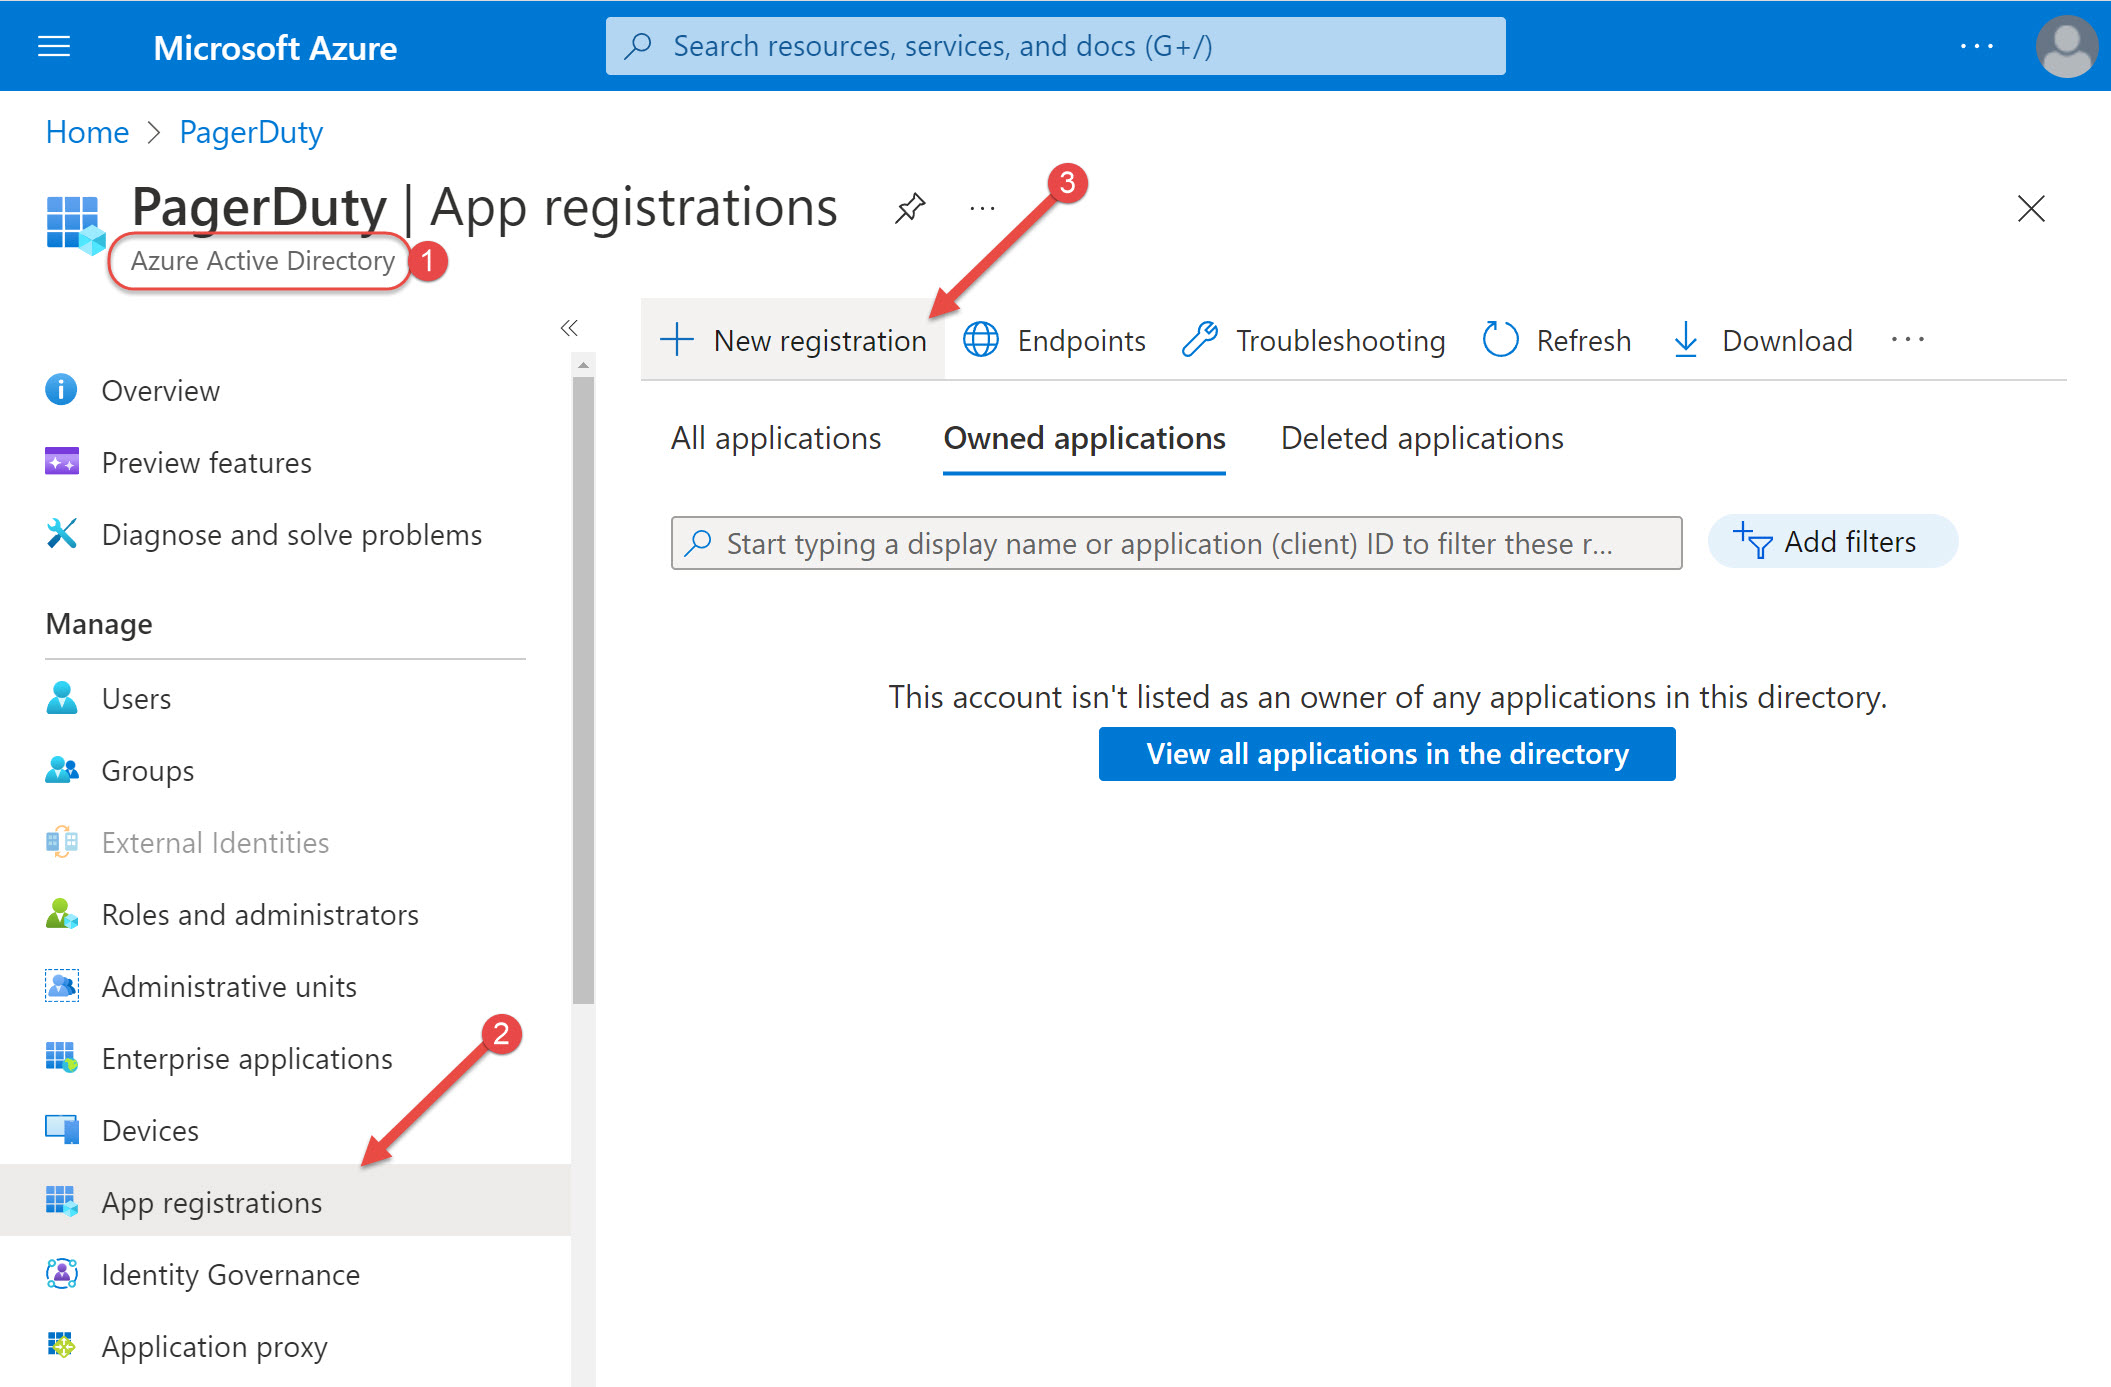 Microsoft Azure
Search resources, services, and docs (G+/)
...
Home > PagerDuty
PagerDuty | App registrations
...
3
Azure Active Directory
1
«
New registration
Endpoints
Troubleshooting
Refresh
Download
...
Overview
Preview features
Diagnose and solve problems
All applications
Owned applications
Deleted applications
Start typing a display name or application (client) ID to filter these r...
Add filters
This account isn't listed as an owner of any applications in this directory.
View all applications in the directory
Manage
Users
Groups
External Identities
Roles and administrators
Administrative units
2
Enterprise applications
Devices
App registrations
Identity Governance
Application proxy